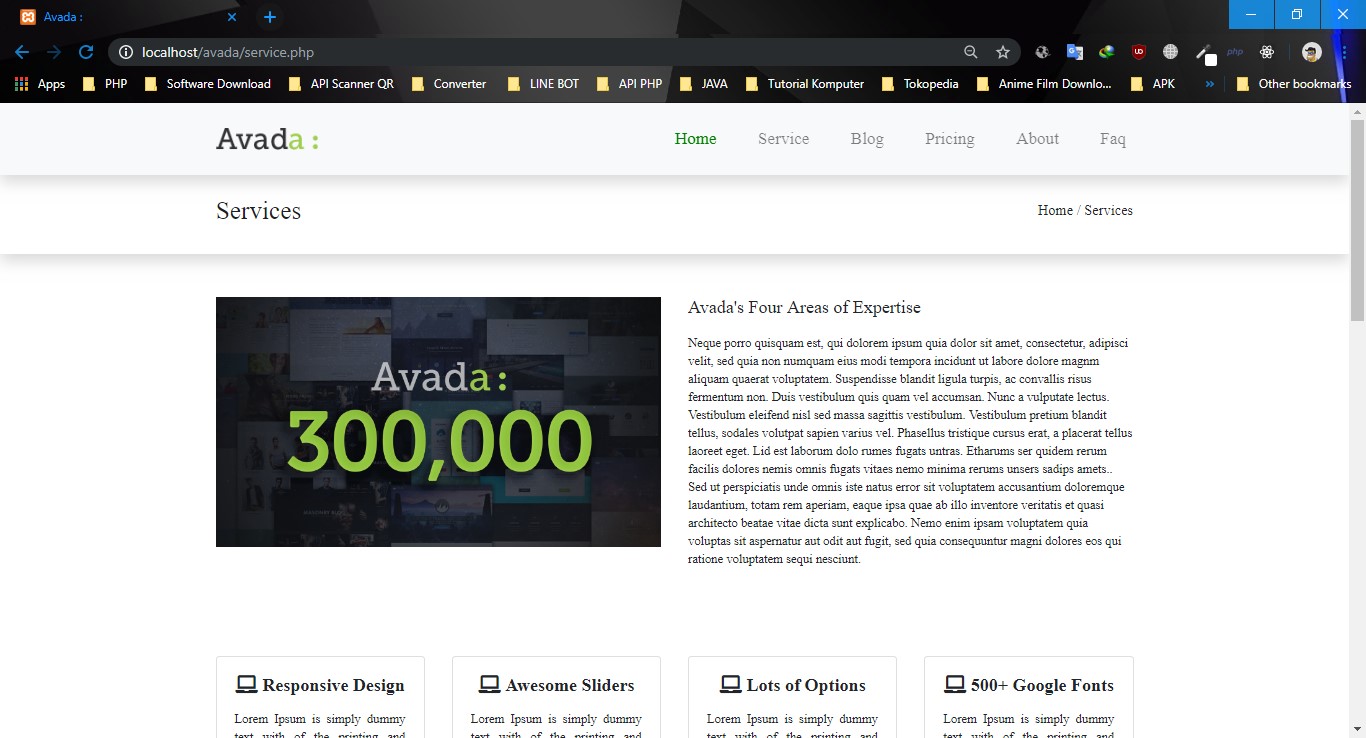 Avada :
localhost/avada/service.php
php
Apps PHP Software Download API Scanner QR Converter LINE BOT API PHP JAVA Tutorial Komputer Tokopedia Anime Film Downlo... APK » Other bookmarks
Avada :
Home Service Blog Pricing About Faq
Services
Home / Services
Avada :
300,000
Avada's Four Areas of Expertise
Neque porro quisquam est, qui dolorem ipsum quia dolor sit amet, consectetur, adipisci
velit, sed quia non numquam eius modi tempora incidunt ut labore dolore magnm
aliquam quaerat voluptatem. Suspendisse blandit ligula turpis, ac convallis risus
fermentum non. Duis vestibulum quis quam vel accumsan. Nunc a vulputate lectus.
Vestibulum eleifend nisl sed massa sagittis vestibulum. Vestibulum pretium blandit
tellus, sodales volutpat sapien varius vel. Phasellus tristique cursus erat, a placerat tellus
laoreet eget. Lid est laborum dolo rumes fugats untras. Etharums ser quidem rerum
facilis dolores nemis omnis fugats vitaes nemo minima rerums unsers sadips amets..
Sed ut perspiciatis unde omnis iste natus error sit voluptatem accusantium doloremque
laudantium, totam rem aperiam, eaque ipsa quae ab illo inventore veritatis et quasi
architecto beatae vitae dicta sunt explicabo. Nemo enim ipsam voluptatem quia
voluptas sit aspernatur aut odit aut fugit, sed quia consequuntur magni dolores eos qui
ratione voluptatem sequi nesciunt.
Responsive Design
Lorem Ipsum is simply dummy
text with of the printing and
Awesome Sliders
Lorem Ipsum is simply dummy
text with of the printing and
Lots of Options
Lorem Ipsum is simply dummy
text with of the printing and
500+ Google Fonts
Lorem Ipsum is simply dummy
text with of the printing and